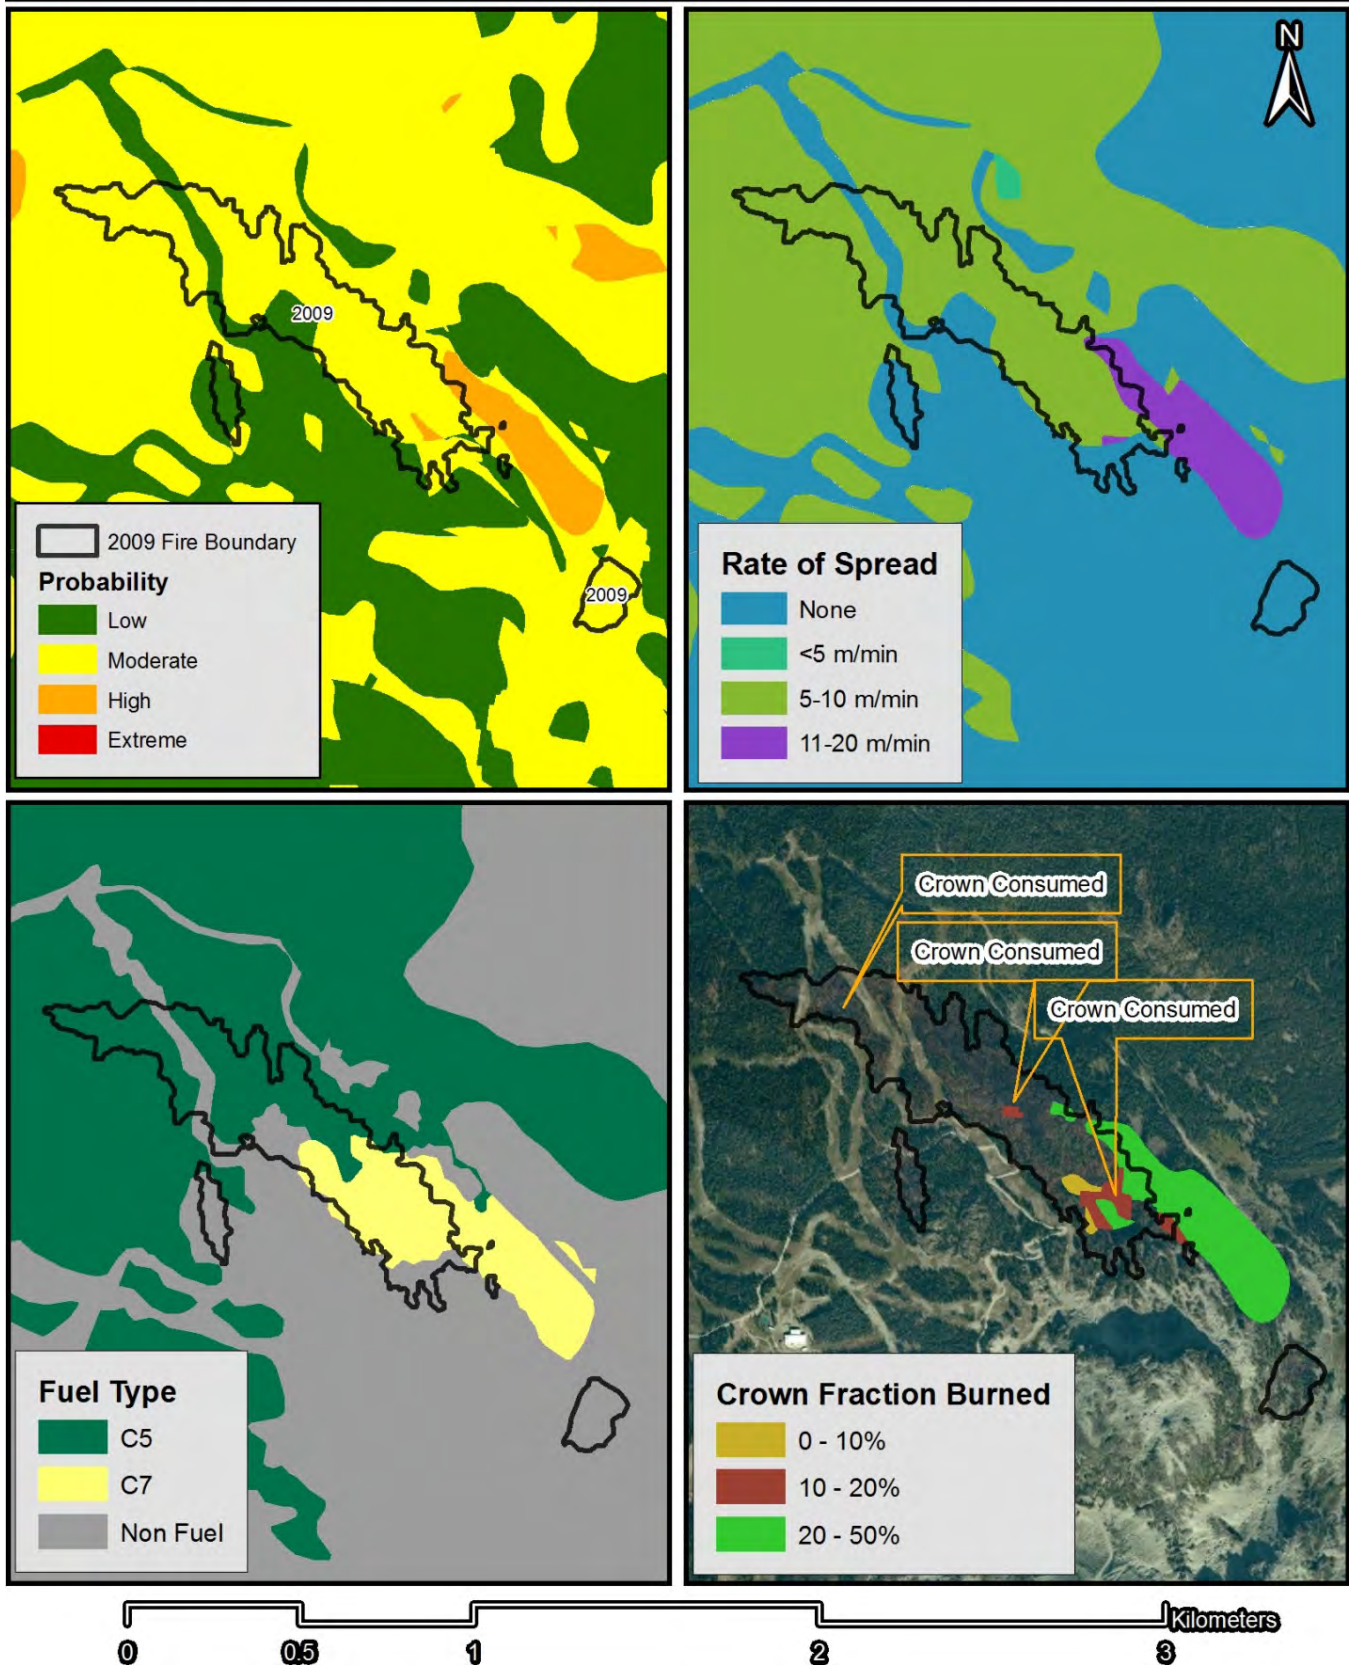 N
2009
2009
2009 Fire Boundary
Probability
Low
Moderate
High
Extreme
Rate of Spread
None
<5 m/min
5-10 m/min
11-20 m/min
Crown Consumed
Crown Consumed
Crown Consumed
Fuel Type
C5
C7
Non Fuel
Crown Fraction Burned
0 - 10%
10 - 20%
20 - 50%
Kilometers
0 0.5 1 2 3